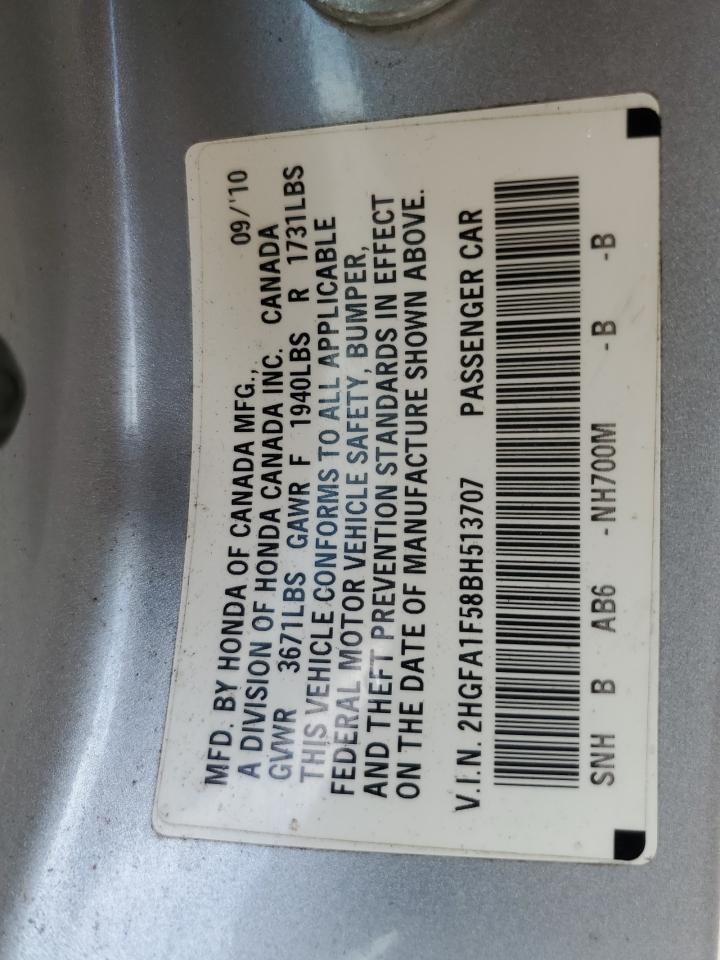 MFD. BY HONDA OF CANADA MFG., 09/'10
A DIVISION OF HONDA CANADA INC. CANADA
GVWR 3671LBS GAWR F 1940LBS R 1731LBS
THIS VEHICLE CONFORMS TO ALL APPLICABLE
FEDERAL MOTOR VEHICLE SAFETY, BUMPER,
AND THEFT PREVENTION STANDARDS IN EFFECT
ON THE DATE OF MANUFACTURE SHOWN ABOVE.
V.I.N. 2HGFA1F58BH513707 PASSENGER CAR
SNH B AB6 -NH700M -B -B